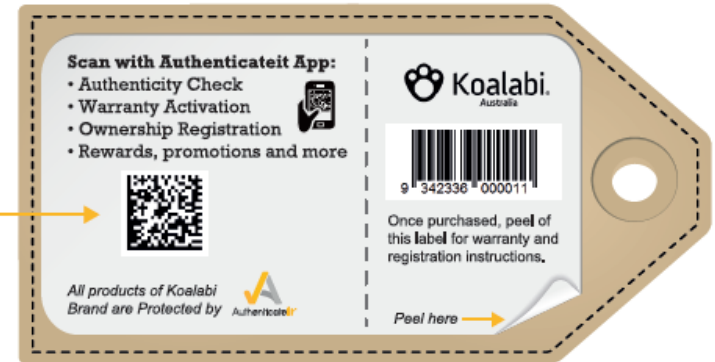 Scan with Authenticateit App:
• Authenticity Check
• Warranty Activation
• Ownership Registration
• Rewards, promotions and more
All products of Koalabi
Brand are Protected by
Authenticateit
Koalabi.
Australia
9 342336 000011
Once purchased, peel of
this label for warranty and
registration instructions.
Peel here